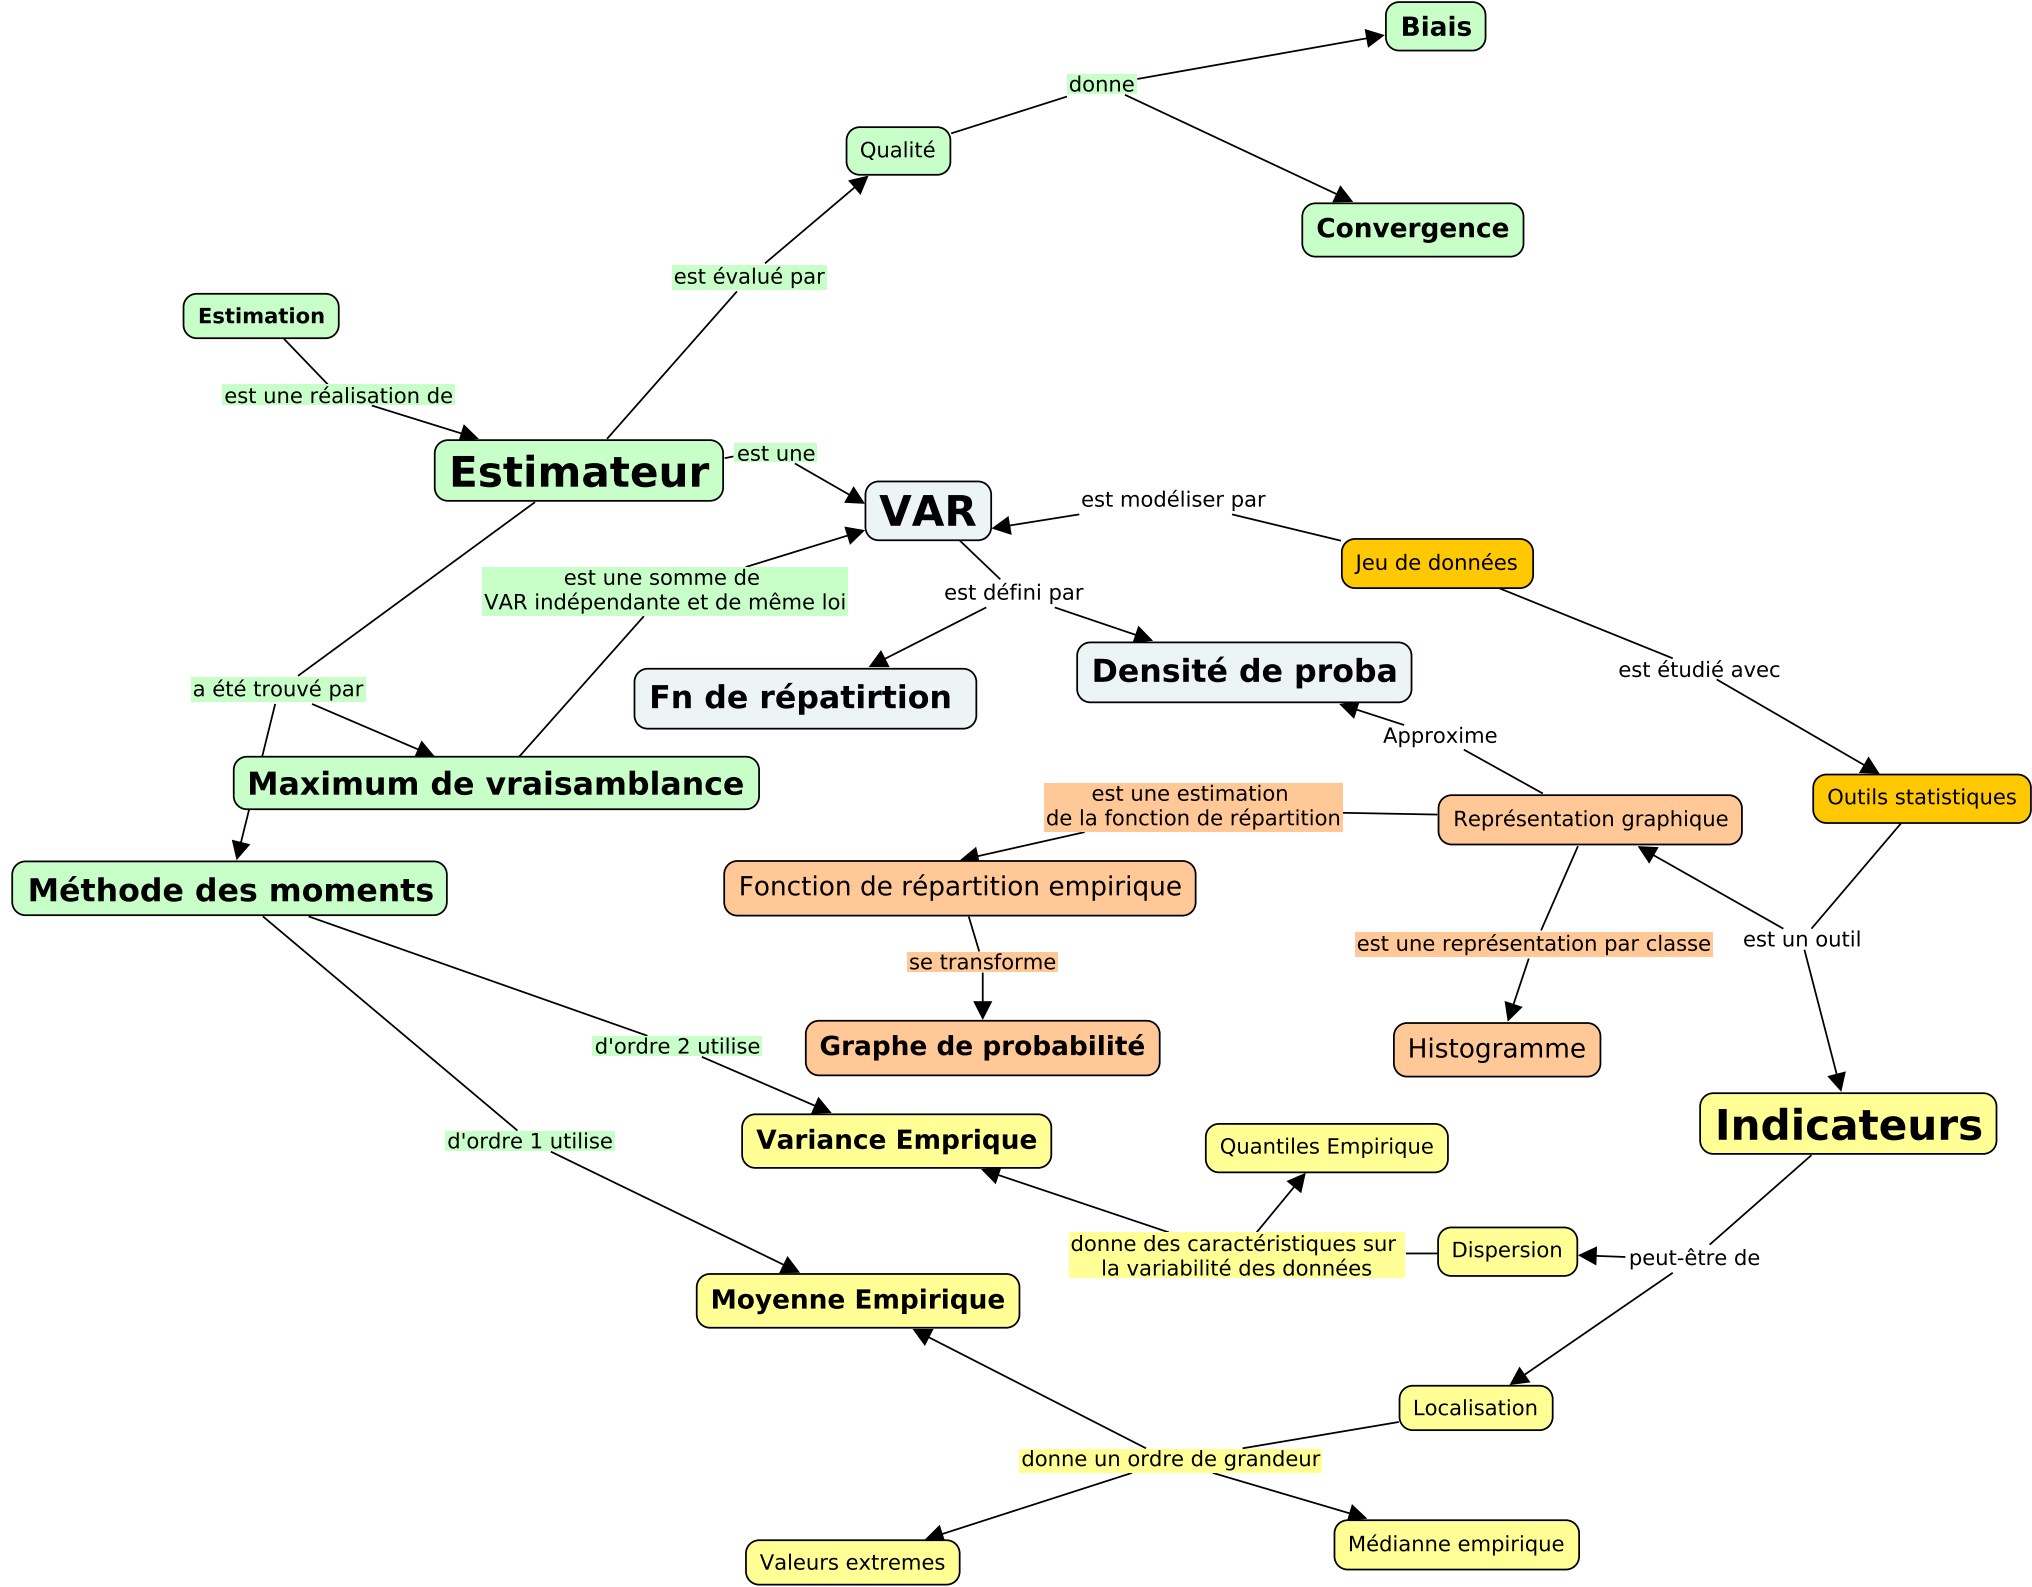 Biais
donne
Qualité
Convergence
est évalué par
Estimation
est une réalisation de
Estimateur
est une
VAR
est modéliser par
Jeu de données
est une somme de
VAR indépendante et de même loi
est défini par
Densité de proba
est étudié avec
a été trouvé par
Fn de répatirtion
Approxime
Maximum de vraisamblance
est une estimation
de la fonction de répartition
Représentation graphique
Outils statistiques
Méthode des moments
Fonction de répartition empirique
est une représentation par classe
est un outil
se transforme
d'ordre 2 utilise
Graphe de probabilité
Histogramme
Indicateurs
d'ordre 1 utilise
Variance Emprique
Quantiles Empirique
donne des caractéristiques sur
la variabilité des données
Dispersion
peut-être de
Moyenne Empirique
Localisation
donne un ordre de grandeur
Médianne empirique
Valeurs extremes